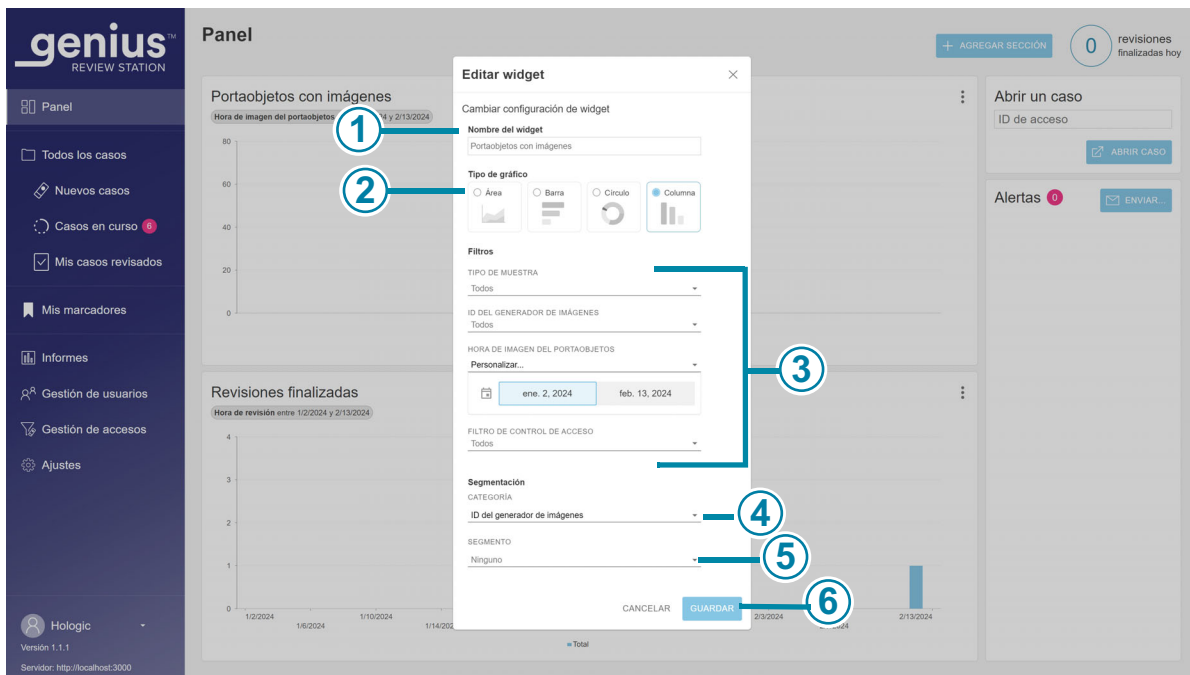 genius™
REVIEW STATION
Panel
Todos los casos
Nuevos casos
Casos en curso 6
Mis casos revisados
Mis marcadores
Informes
Gestión de usuarios
Gestión de accesos
Ajustes
Hologic
Versión 1.1.1
Servidor: http://localhost:3000
Panel
+ AGREGAR SECCIÓN
0
revisiones
finalizadas hoy
Portaobjetos con imágenes
Hora de imagen del portaobjetos
4 y 2/13/2024
80
60
40
20
0
Revisiones finalizadas
Hora de revisión entre 1/2/2024 y 2/13/2024
4
3
2
1
0
1/2/2024
1/6/2024
1/10/2024
1/14/202
2/3/2024
2/13/2024
Total
Abrir un caso
ID de acceso
ABRIR CASO
Alertas 0
ENVIAR...
Editar widget
Cambiar configuración de widget
Nombre del widget
Portaobjetos con imágenes
Tipo de gráfico
Área
Barra
Círculo
Columna
Filtros
TIPO DE MUESTRA
Todos
ID DEL GENERADOR DE IMÁGENES
Todos
HORA DE IMAGEN DEL PORTAOBJETOS
Personalizar...
ene. 2, 2024
feb. 13, 2024
FILTRO DE CONTROL DE ACCESO
Todos
Segmentación
CATEGORÍA
ID del generador de imágenes
SEGMENTO
Ninguno
CANCELAR
GUARDAR
1
2
3
4
5
6